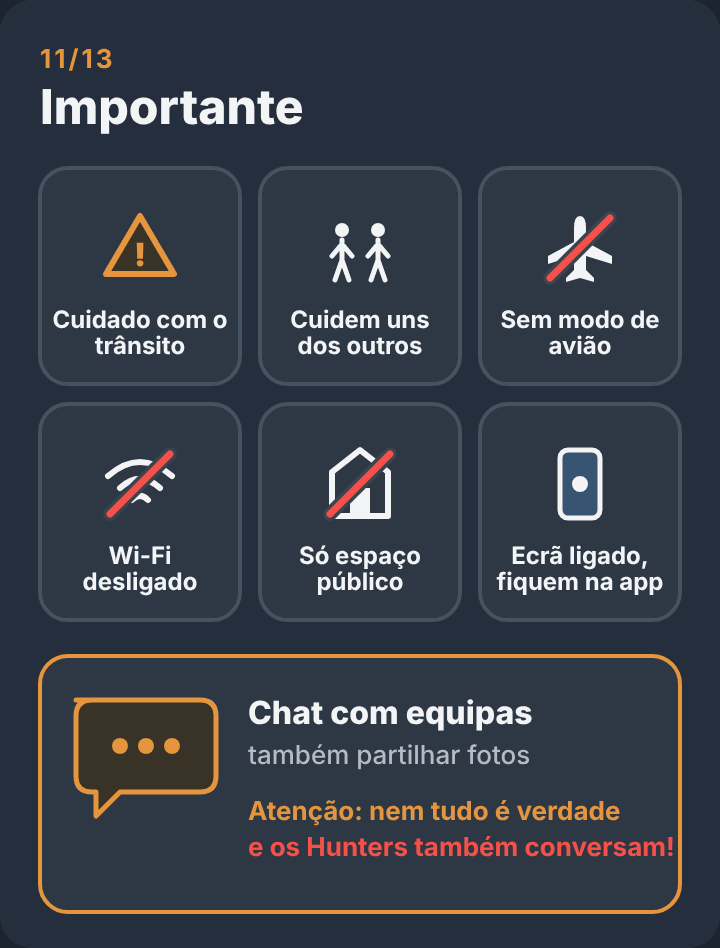 11/13
Importante
Cuidado com o
trânsito
Cuidem uns
dos outros
Sem modo de
avião
Wi-Fi
desligado
Só espaço
público
Ecrã ligado,
fiquem na app
Chat com equipas
também partilhar fotos
Atenção: nem tudo é verdade
e os Hunters também conversam!